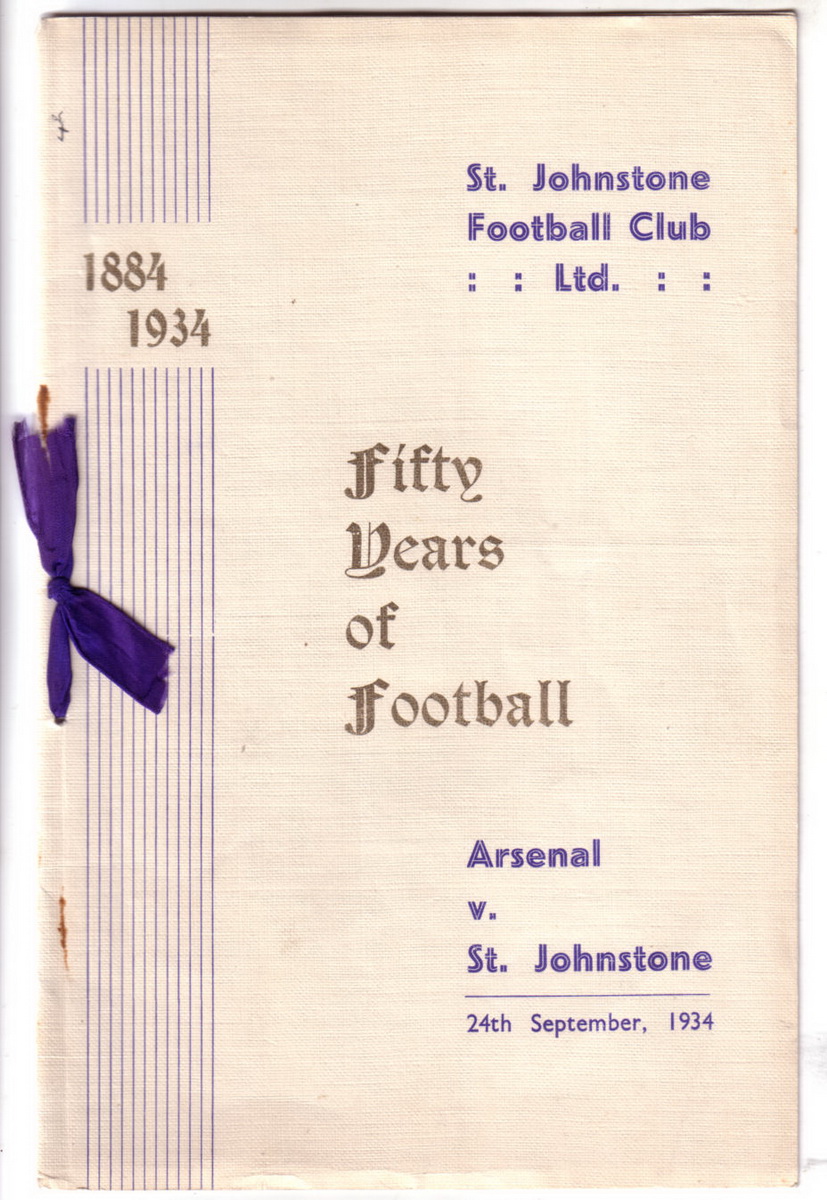 St. Johnstone
Football Club
: : Ltd. : :
1884
1934
Fifty
Years
of
Football
Arsenal
v.
St. Johnstone
24th September, 1934